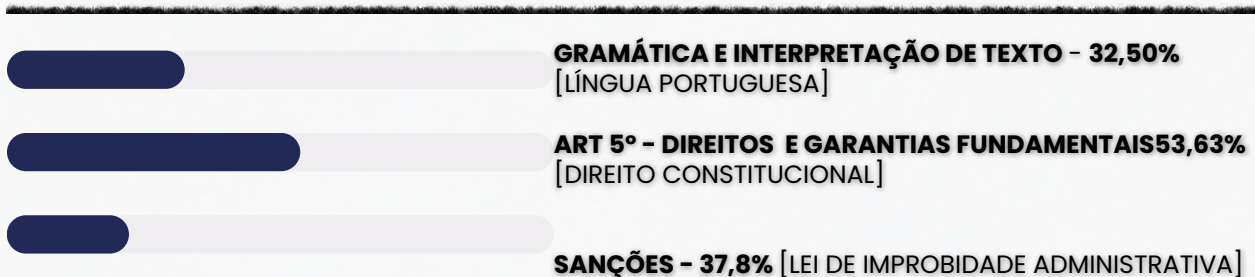 GRAMÁTICA E INTERPRETAÇÃO DE TEXTO - 32,50%
[LÍNGUA PORTUGUESA]
ART 5º - DIREITOS E GARANTIAS FUNDAMENTAIS53,63%
[DIREITO CONSTITUCIONAL]
SANÇÕES - 37,8% [LEI DE IMPROBIDADE ADMINISTRATIVA]